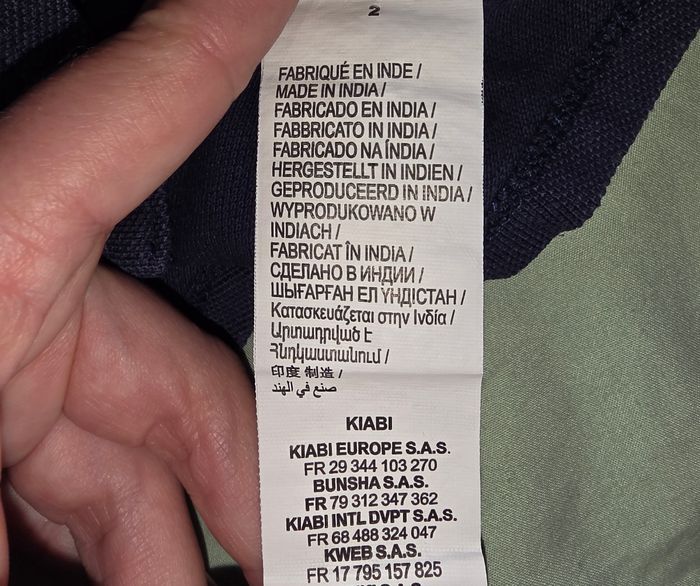 2
FABRIQUÉ EN INDE /
MADE IN INDIA /
FABRICADO EN INDIA /
FABBRICATO IN INDIA /
FABRICADO NA ÍNDIA /
HERGESTELLT IN INDIEN /
GEPRODUCEERD IN INDIA /
WYPRODUKOWANO W
INDIACH /
FABRICAT ÎN INDIA /
СДЕЛАНО В ИНДИИ /
ШЫҒАРҒАН ЕЛ ҮНДІСТАН /
Κατασκευάζεται στην Ινδία /
Արտադրված է
Հնդկաստանում /
印度 制造 /
صنع في الهند
KIABI
KIABI EUROPE S.A.S.
FR 29 344 103 270
BUNSHA S.A.S.
FR 79 312 347 362
KIABI INTL DVPT S.A.S.
FR 68 488 324 047
KWEB S.A.S.
FR 17 795 157 825